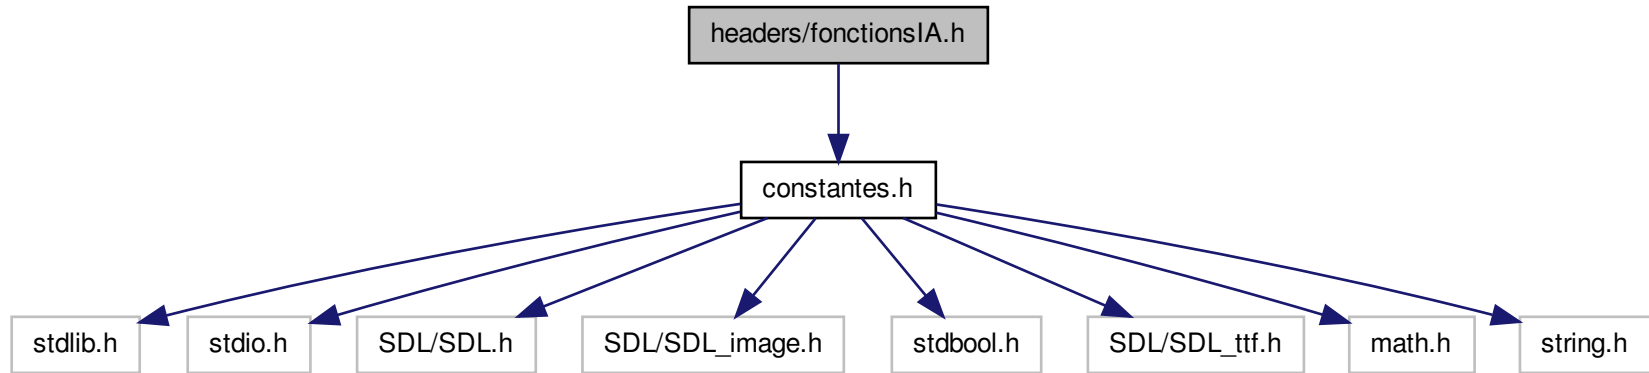 headers/fonctionsIA.h
constantes.h
stdlib.h
stdio.h
SDL/SDL.h
SDL/SDL_image.h
stdbool.h
SDL/SDL_ttf.h
math.h
string.h